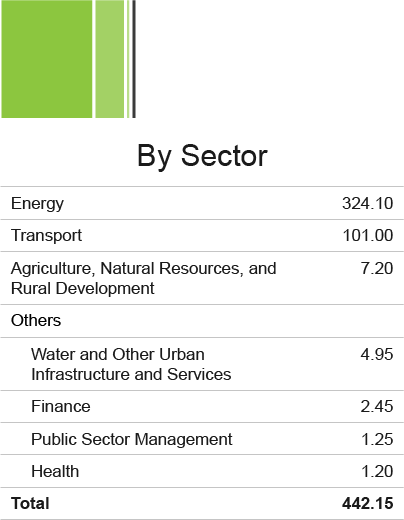 By Sector
Energy 324.10
Transport 101.00
Agriculture, Natural Resources, and 7.20
Rural Development
Others
Water and Other Urban 4.95
Infrastructure and Services
Finance 2.45
Public Sector Management 1.25
Health 1.20
Total 442.15